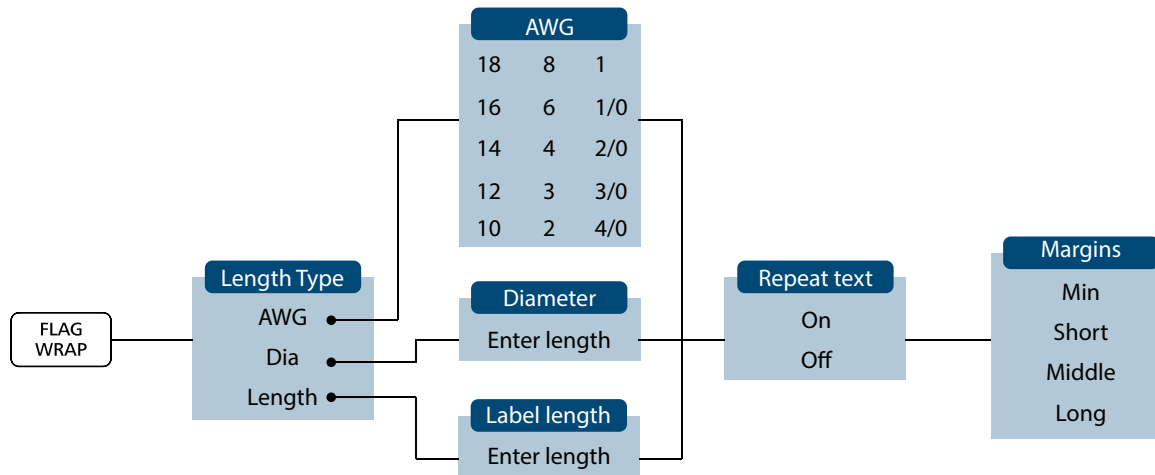 FLAG
WRAP
Length Type
AWG
Dia
Length
AWG
18 8 1
16 6 1/0
14 4 2/0
12 3 3/0
10 2 4/0
Diameter
Enter length
Label length
Enter length
Repeat text
On
Off
Margins
Min
Short
Middle
Long